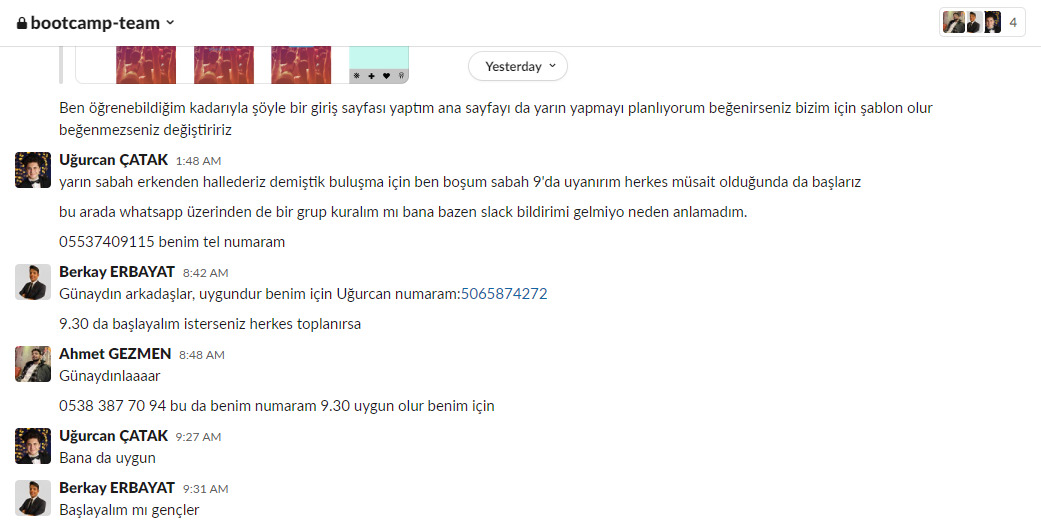 bootcamp-team
4
Yesterday
Ben öğrenebildiğim kadarıyla şöyle bir giriş sayfası yaptım ana sayfayı da yarın yapmayı planlıyorum beğenirseniz bizim için şablon olur
beğenmezseniz değiştiririz
Uğurcan ÇATAK 1:48 AM
yarın sabah erkenden hallederiz demiştik buluşma için ben boşum sabah 9'da uyanırım herkes müsait olduğunda da başlarız
bu arada whatsapp üzerinden de bir grup kuralım mı bana bazen slack bildirimi gelmiyo neden anlamadım.
05537409115 benim tel numaram
Berkay ERBAYAT 8:42 AM
Günaydın arkadaşlar, uygundur benim için Uğurcan numaram:5065874272
9.30 da başlayalım isterseniz herkes toplanırsa
Ahmet GEZMEN 8:48 AM
Günaydınlaaaar
0538 387 70 94 bu da benim numaram 9.30 uygun olur benim için
Uğurcan ÇATAK 9:27 AM
Bana da uygun
Berkay ERBAYAT 9:31 AM
Başlayalım mı gençler